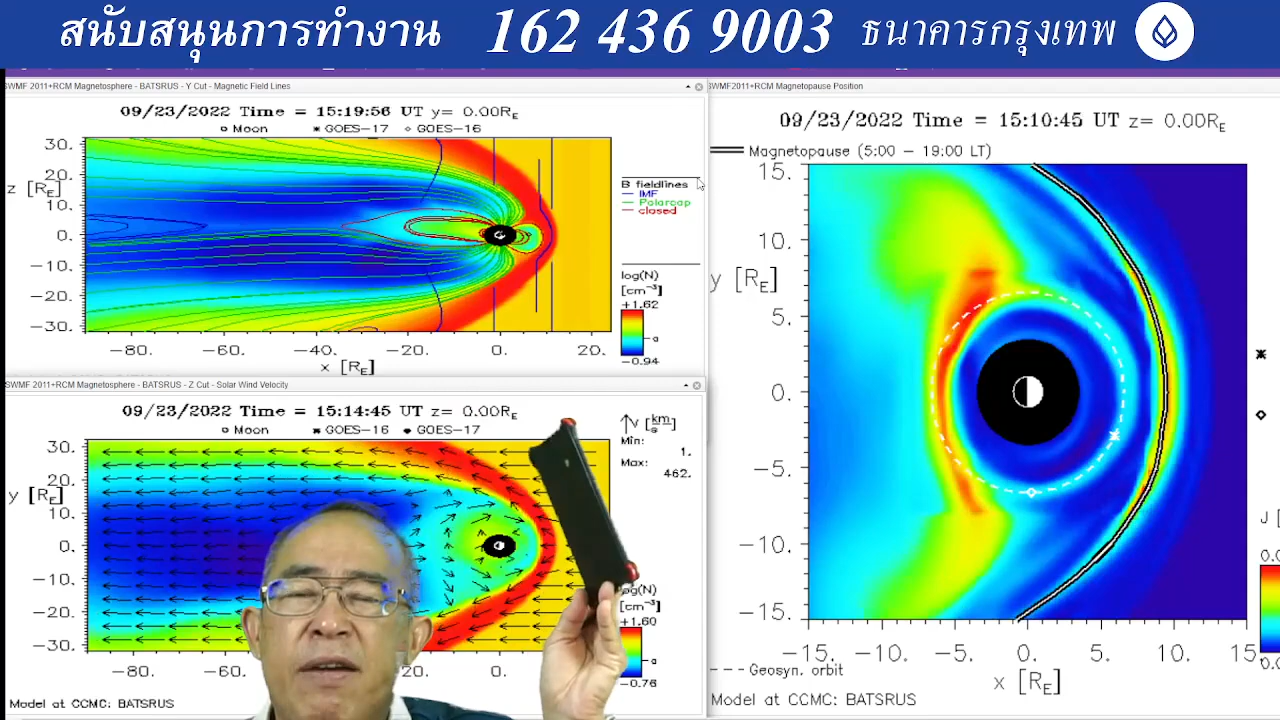 สนับสนุนการทำงาน 162 436 9003 ธนาคารกรุงเทพ
SWMF 2011+RCM Magnetosphere - BATSRUS - Y Cut - Magnetic Field Lines
09/23/2022 Time = 15:19:56 UT y= 0.00RE
Moon GOES-17 GOES-16
30.
20.
10.
0.
-10.
-20.
-30.
z [RE]
-80. -60. -40. -20. 0. 20.
x [RE]
B fieldlines
IMF
Polarcap
closed
log(N)
[cm-3]
+1.62
-0.94
SWMF 2011+RCM Magnetosphere - BATSRUS - Z Cut - Solar Wind Velocity
09/23/2022 Time = 15:14:45 UT z= 0.00RE
Moon GOES-16 GOES-17
30.
20.
10.
0.
-10.
-20.
-30.
y [RE]
-80. -60. 0.
V [km/s]
Min:
1.
Max:
462.
[cm-3]
+1.60
-0.76
Model at CCMC: BATSRUS
SWMF 2011+RCM Magnetopause Position
09/23/2022 Time = 15:10:45 UT z= 0.00RE
Magnetopause (5:00 – 19:00 LT)
15.
10.
5.
0.
-5.
-10.
-15.
y [RE]
-15. -10. -5. 0. 5. 10. 15
x [RE]
Geosyn. orbit
Model at CCMC: BATSRUS